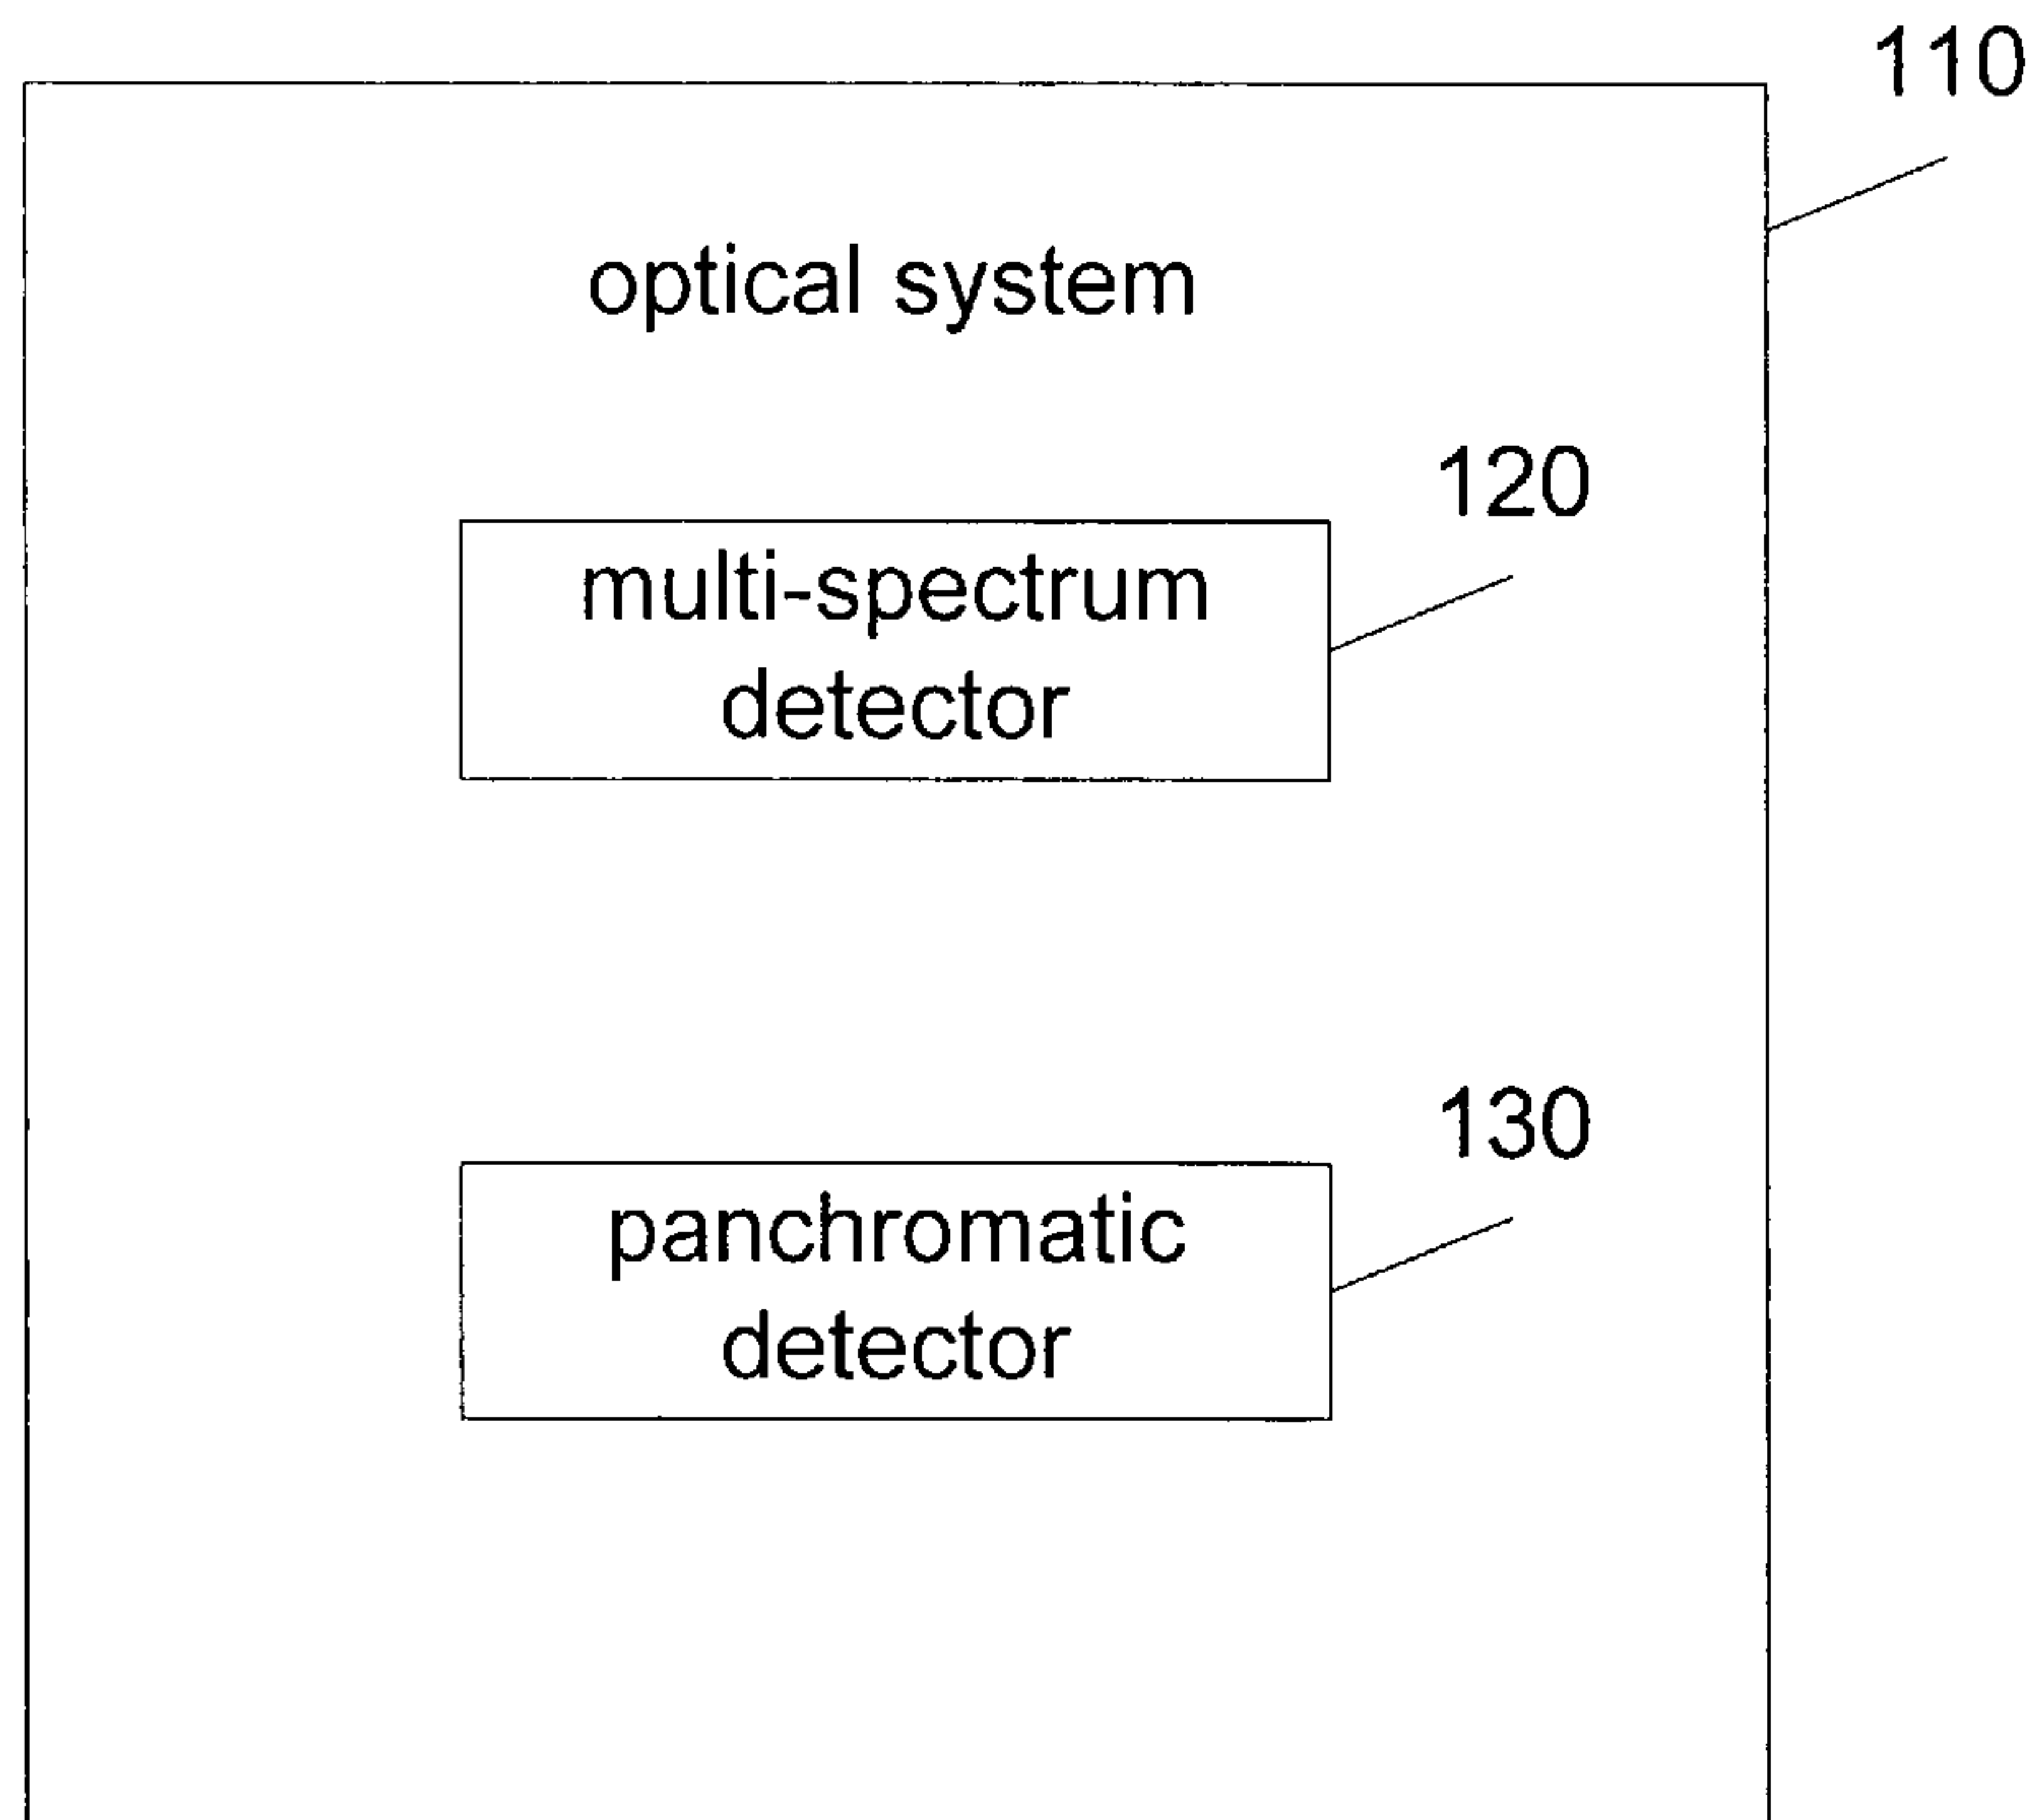 110
optical system
120
multi-spectrum
detector
130
panchromatic
detector